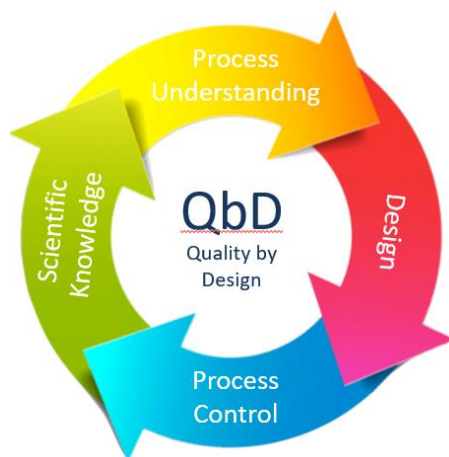 Process
Understanding
Design
Process
Control
Scientific
Knowledge
QbD
Quality by
Design